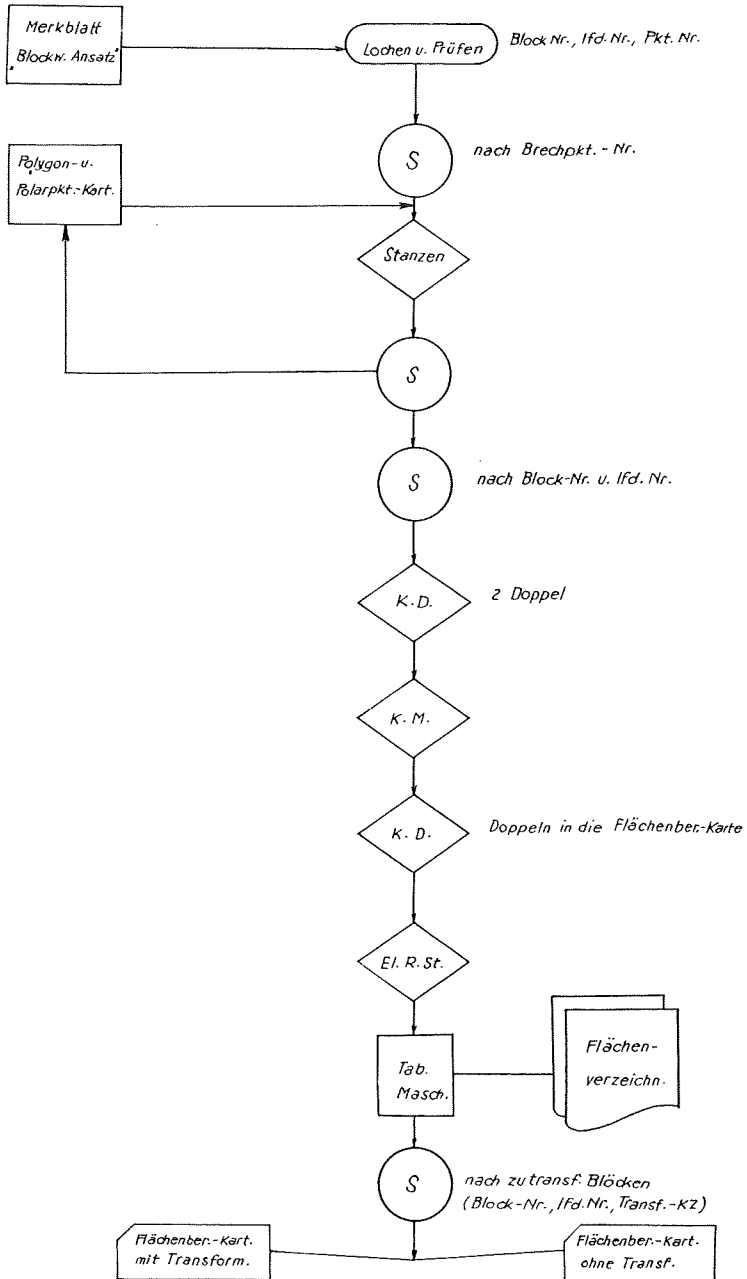 Merkblatt
„Blockw. Ansatz"
Lochen u. Prüfen
Block Nr., lfd. Nr., Pkt. Nr.
S
nach Brechpkt. - Nr.
Polygon- u.
Polarpkt.-Kart.
Stanzen
S
S
nach Block-Nr. u. lfd. Nr.
K. D.
2 Doppel
K. M.
K. D.
Doppeln in die Flächenber.-Karte
El. R. St.
Tab.
Masch.
Flächen-
verzeichn.
S
nach zu transf. Blöcken
(Block-Nr., lfd. Nr., Transf.-KZ)
Flächenber.-Kart.
mit Transform.
Flächenber.-Kart.
ohne Transf.